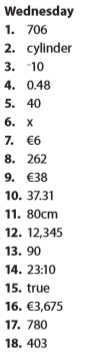 Wednesday
1. 706
2. cylinder
3. ⁻10
4. 0.48
5. 40
6. x
7. €6
8. 262
9. €38
10. 37.31
11. 80cm
12. 12,345
13. 90
14. 23:10
15. true
16. €3,675
17. 780
18. 403